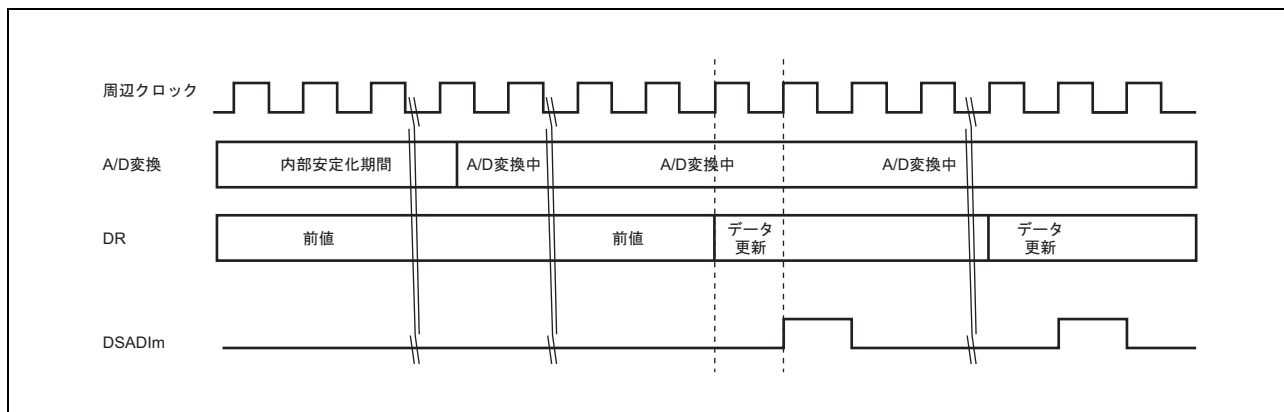 周辺クロック
A/D変換
内部安定化期間
A/D変換中
A/D変換中
A/D変換中
DR
前値
前値
データ
更新
データ
更新
DSADIm